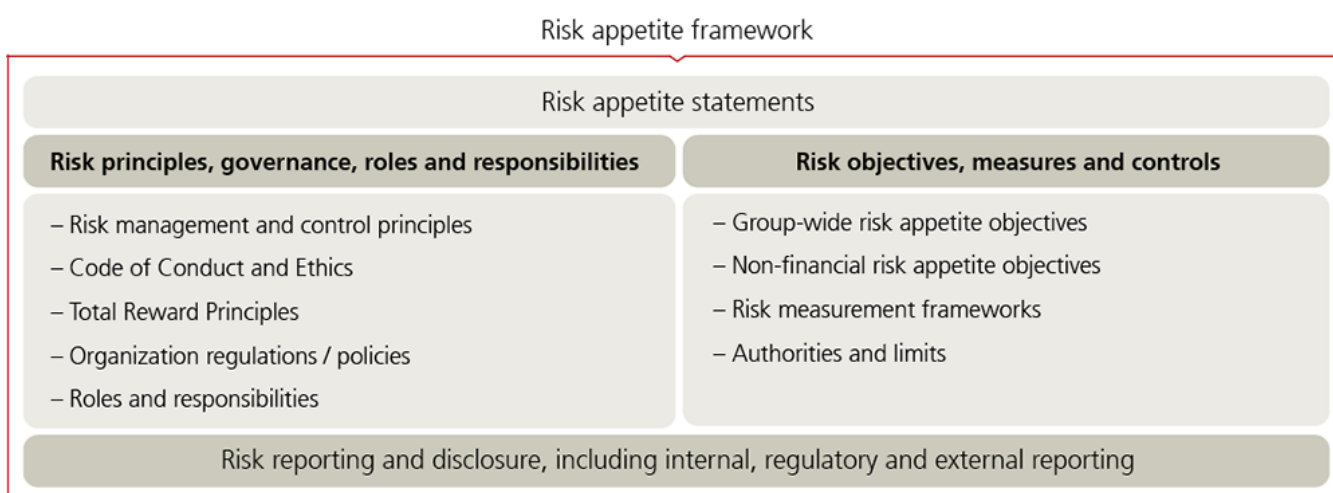 Risk appetite framework
Risk appetite statements
Risk principles, governance, roles and responsibilities
– Risk management and control principles
– Code of Conduct and Ethics
– Total Reward Principles
– Organization regulations / policies
– Roles and responsibilities
Risk objectives, measures and controls
– Group-wide risk appetite objectives
– Non-financial risk appetite objectives
– Risk measurement frameworks
– Authorities and limits
Risk reporting and disclosure, including internal, regulatory and external reporting